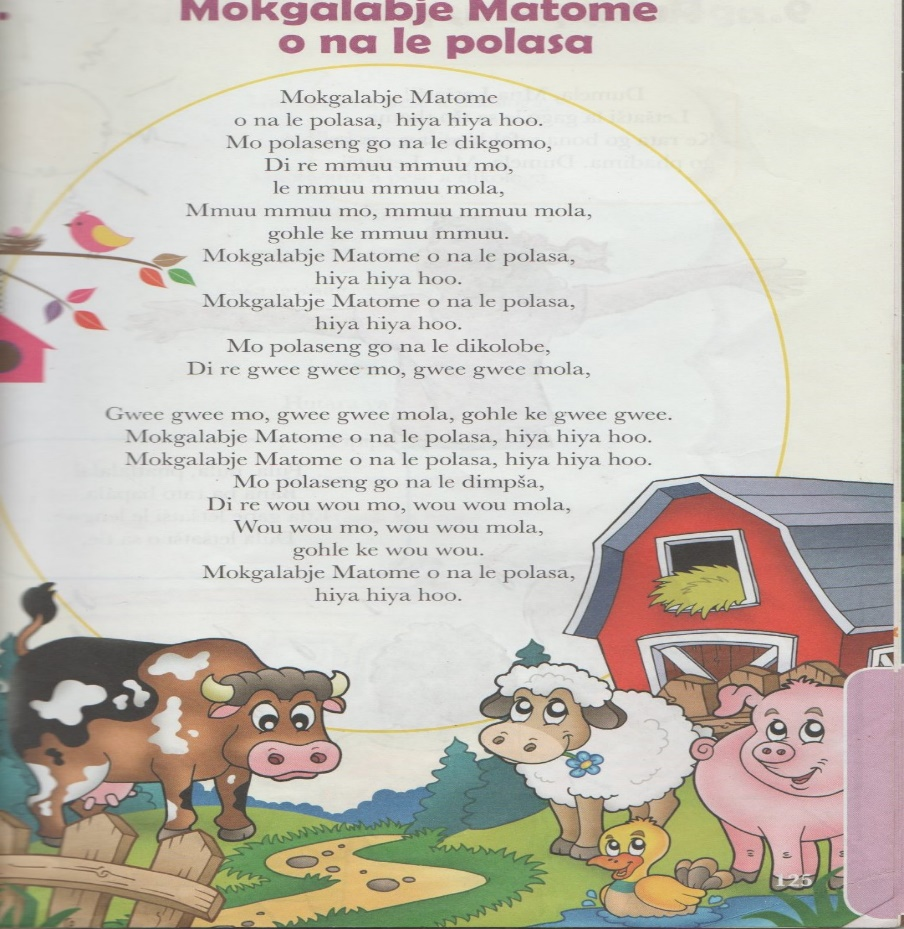 Mokgalabje Matome
o na le polasa
Mokgalabje Matome
o na le polasa, hiya hiya hoo.
Mo polaseng go na le dikgomo,
Di re mmuu mmuu mo,
le mmuu mmuu mola,
Mmuu mmuu mo, mmuu mmuu mola,
gohle ke mmuu mmuu.
Mokgalabje Matome o na le polasa,
hiya hiya hoo.
Mokgalabje Matome o na le polasa,
hiya hiya hoo.
Mo polaseng go na le dikolobe,
Di re gwee gwee mo, gwee gwee mola,
Gwee gwee mo, gwee gwee mola, gohle ke gwee gwee.
Mokgalabje Matome o na le polasa, hiya hiya hoo.
Mokgalabje Matome o na le polasa, hiya hiya hoo.
Mo polaseng go na le dimpša,
Di re wou wou mo, wou wou mola,
Wou wou mo, wou wou mola,
gohle ke wou wou.
Mokgalabje Matome o na le polasa,
hiya hiya hoo.